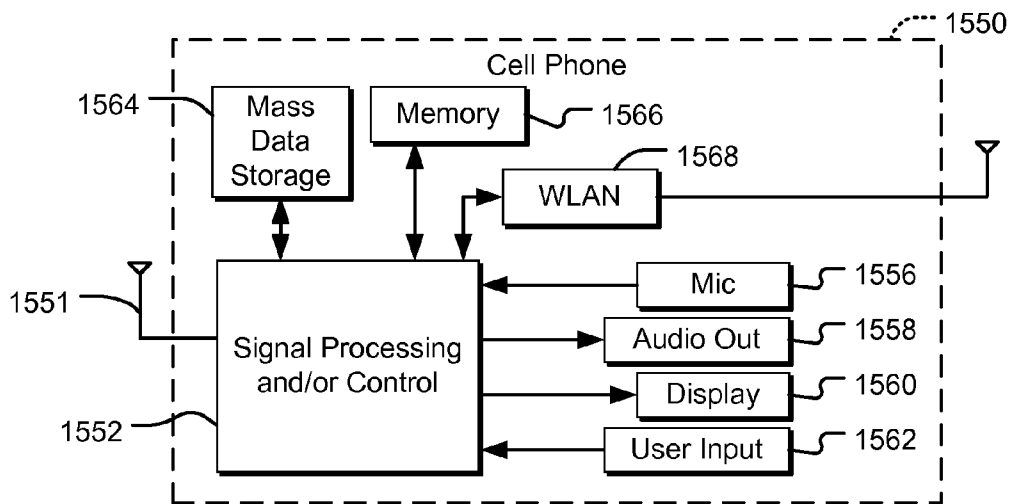 1550
Cell Phone
1564
Mass
Data
Storage
Memory
1566
1568
WLAN
1551
Mic
1556
Signal Processing
and/or Control
Audio Out
1558
Display
1560
1552
User Input
1562